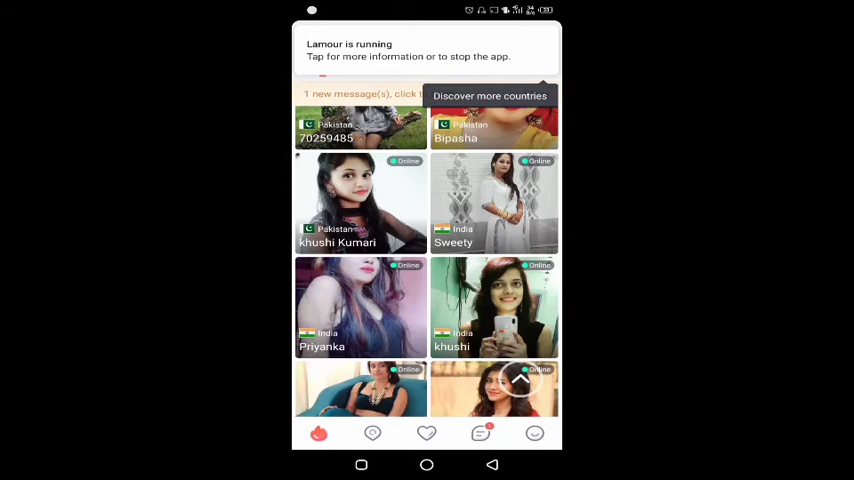 Lamour is running
Tap for more information or to stop the app.
1 new message(s), click t
Discover more countries
Pakistan
70259485
Pakistan
Bipasha
Online
Pakistan
khushi Kumari
Online
India
Sweety
Online
India
Priyanka
Online
India
khushi
Online
Online